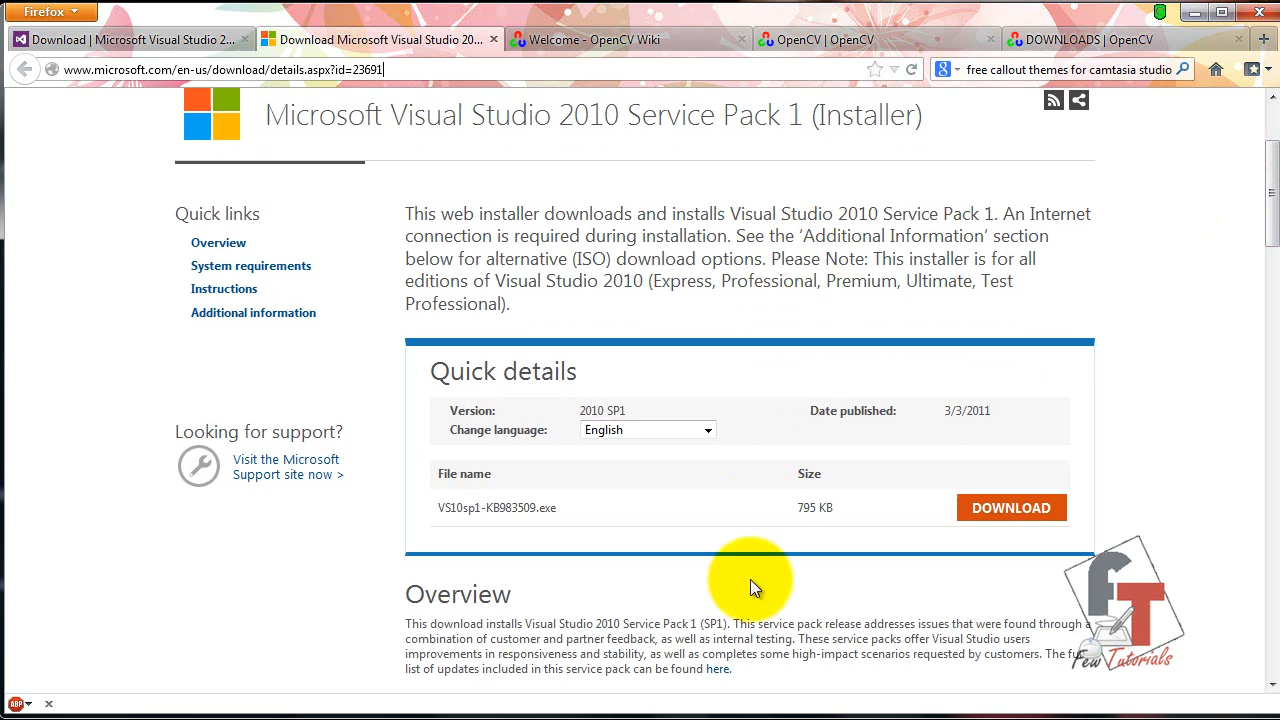 Firefox
Download | Microsoft Visual Studio 2...
Download Microsoft Visual Studio 20...
Welcome - OpenCV Wiki
OpenCV | OpenCV
DOWNLOADS | OpenCV
www.microsoft.com/en-us/download/details.aspx?id=23691
free callout themes for camtasia studio
Microsoft Visual Studio 2010 Service Pack 1 (Installer)
Quick links
Overview
System requirements
Instructions
Additional information
Looking for support?
Visit the Microsoft
Support site now >
This web installer downloads and installs Visual Studio 2010 Service Pack 1. An Internet
connection is required during installation. See the ‘Additional Information’ section
below for alternative (ISO) download options. Please Note: This installer is for all
editions of Visual Studio 2010 (Express, Professional, Premium, Ultimate, Test
Professional).
Quick details
Version: 2010 SP1 Date published: 3/3/2011
Change language: English
File name Size
VS10sp1-KB983509.exe 795 KB DOWNLOAD
Overview
This download installs Visual Studio 2010 Service Pack 1 (SP1). This service pack release addresses issues that were found through a
combination of customer and partner feedback, as well as internal testing. These service packs offer Visual Studio users
improvements in responsiveness and stability, as well as completes some high-impact scenarios requested by customers. The
list of updates included in this service pack can be found here.
FT
Few Tutorials
ABP